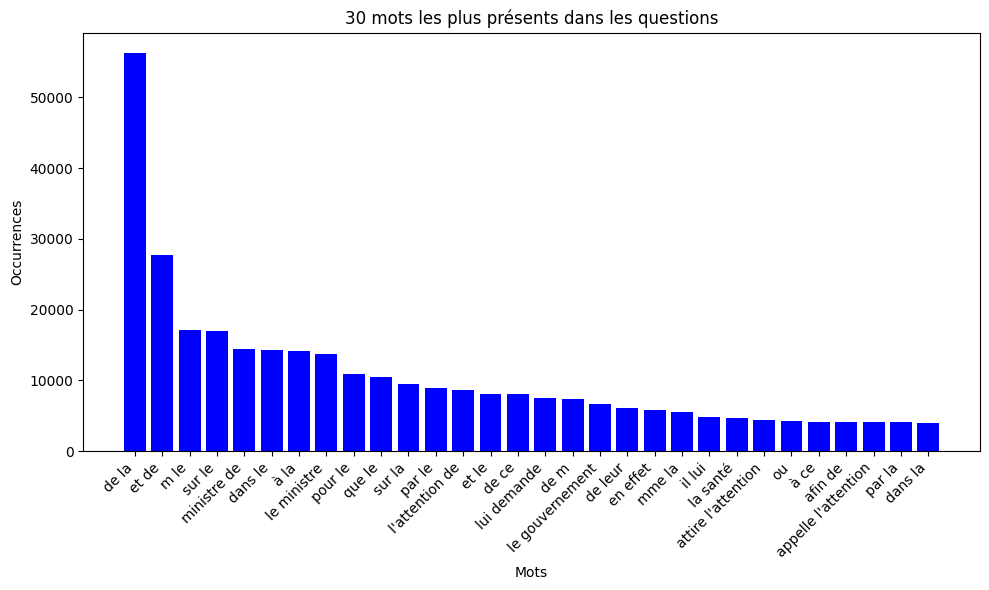 30 mots les plus présents dans les questions
Occurrences
50000
40000
30000
20000
10000
0
de la
et de
m le
sur le
ministre de
dans le
à la
le ministre
pour le
que le
sur la
par le
l'attention de
et le
de ce
lui demande
de m
le gouvernement
de leur
en effet
mme la
il lui
la santé
attire l'attention
ou
à ce
afin de
appelle l'attention
par la
dans la
Mots